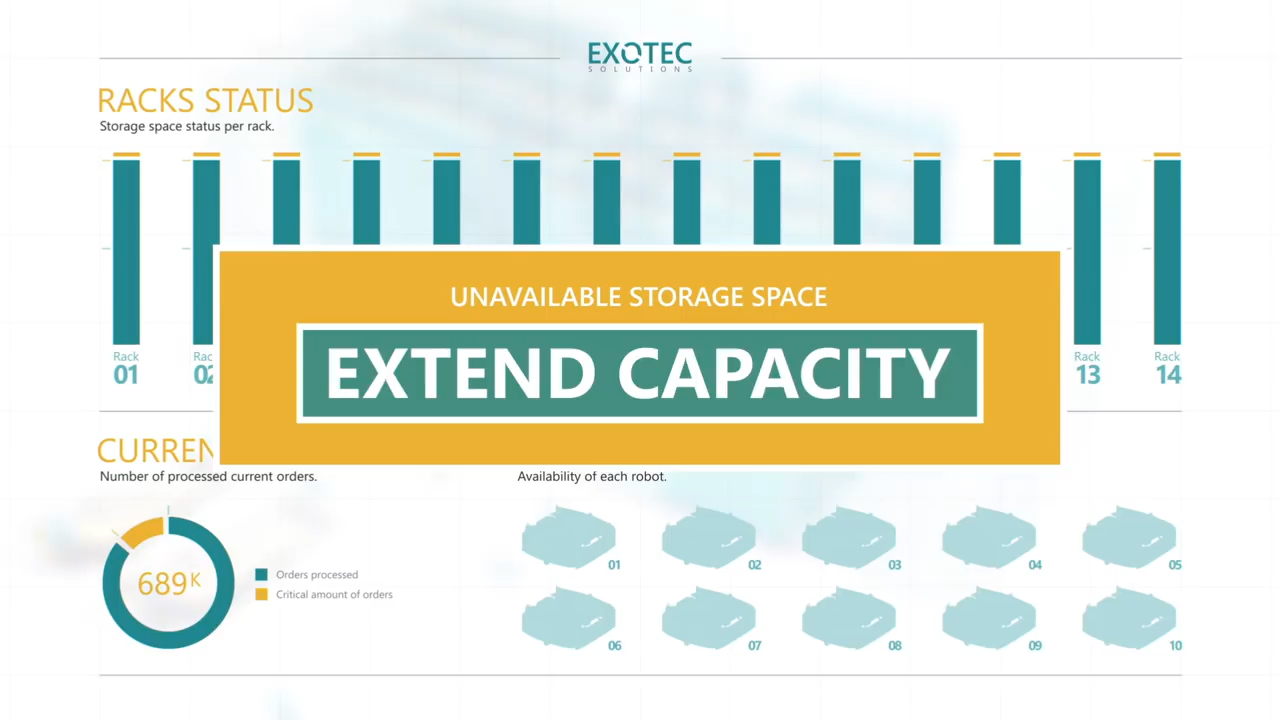 EXOTEC
SOLUTIONS
RACKS STATUS
Storage space status per rack.
UNAVAILABLE STORAGE SPACE
EXTEND CAPACITY
Rack
01
Rack
13
Rack
14
02
CURREN
Number of processed current orders.
689K
Orders processed
Critical amount of orders
Availability of each robot.
01
02
03
04
05
06
07
08
09
10